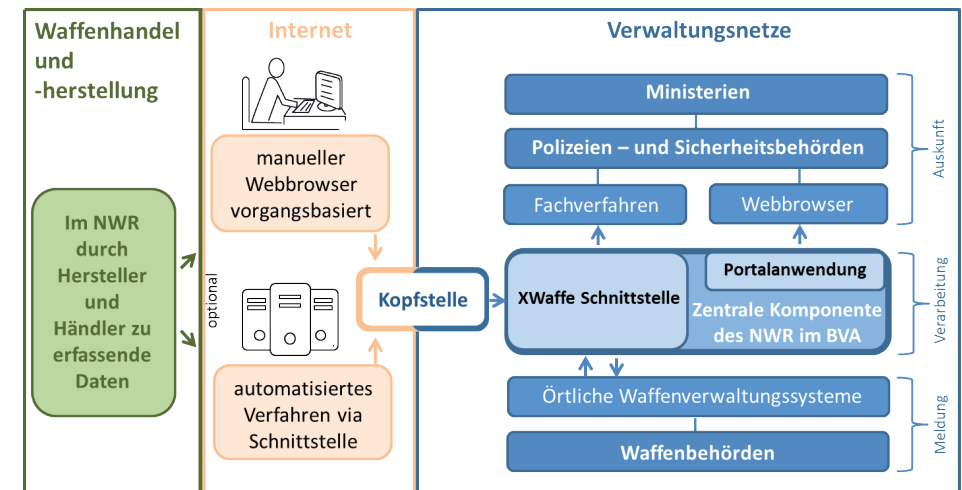 Waffenhandel
und
-herstellung
Im NWR
durch
Hersteller
und
Händler zu
erfassende
Daten
Internet
manueller
Webbrowser
vorgangsbasiert
optional
automatisiertes
Verfahren via
Schnittstelle
Kopfstelle
Verwaltungsnetze
Ministerien
Polizeien – und Sicherheitsbehörden
Fachverfahren
Webbrowser
Auskunft
XWaffe Schnittstelle
Portalanwendung
Zentrale Komponente
des NWR im BVA
Verarbeitung
Örtliche Waffenverwaltungssysteme
Waffenbehörden
Meldung